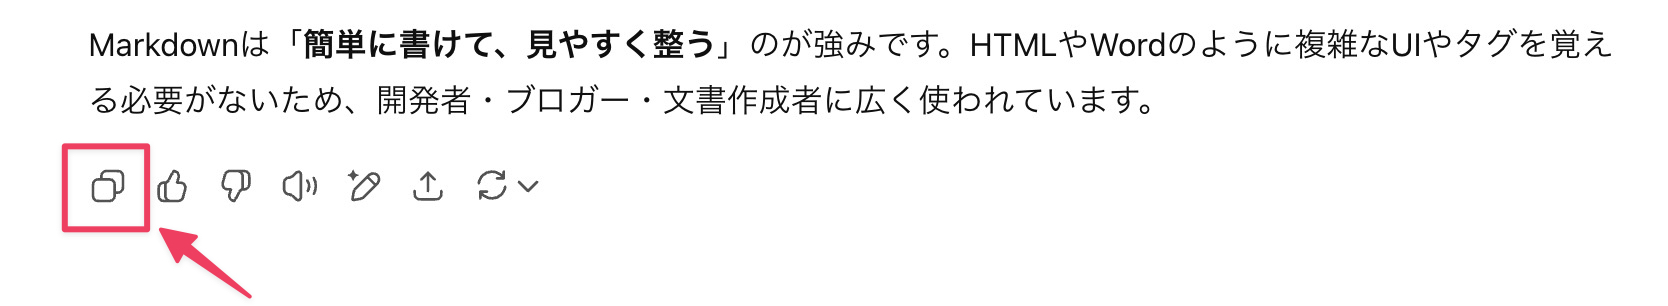 Markdownは「簡単に書けて、見やすく整う」のが強みです。HTMLやWordのように複雑なUIやタグを覚え
る必要がないため、開発者・ブロガー・文書作成者に広く使われています。